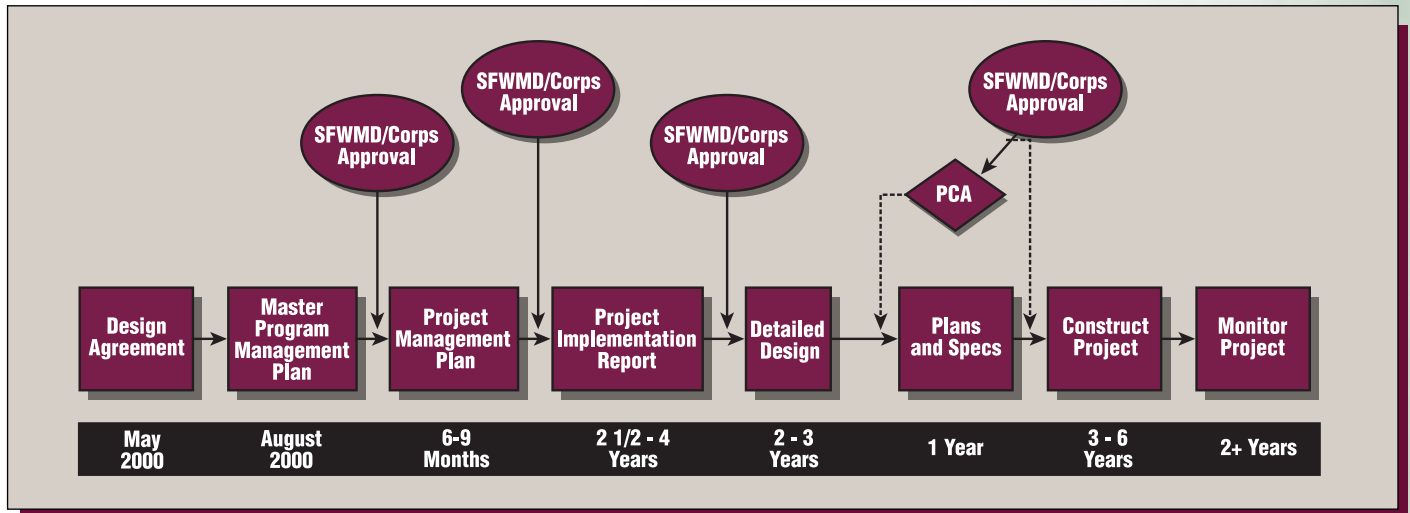 SFWMD/Corps
Approval
SFWMD/Corps
Approval
SFWMD/Corps
Approval
SFWMD/Corps
Approval
PCA
Design
Agreement
Master
Program
Management
Plan
Project
Management
Plan
Project
Implementation
Report
Detailed
Design
Plans
and Specs
Construct
Project
Monitor
Project
May
2000
August
2000
6-9
Months
2 1/2 - 4
Years
2 - 3
Years
1 Year
3 - 6
Years
2+ Years